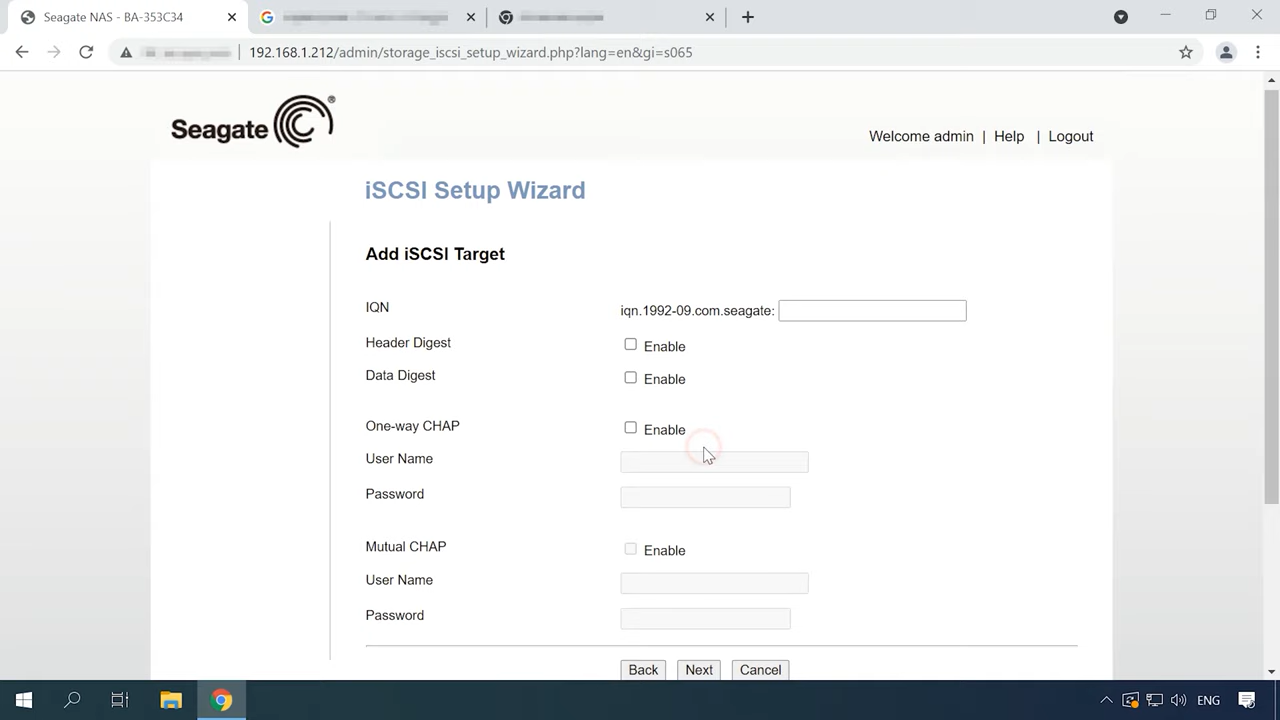 Seagate NAS - BA-353C34
192.168.1.212/admin/storage_iscsi_setup_wizard.php?lang=en&gi=s065
Seagate®
Welcome admin | Help | Logout
iSCSI Setup Wizard
Add iSCSI Target
IQN iqn.1992-09.com.seagate:
Header Digest Enable
Data Digest Enable
One-way CHAP Enable
User Name
Password
Mutual CHAP Enable
User Name
Password
Back Next Cancel
ENG